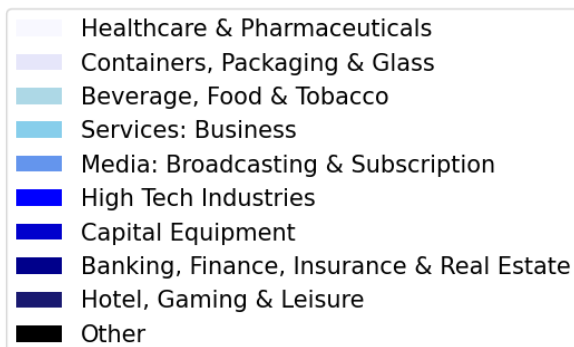 Healthcare & Pharmaceuticals
Containers, Packaging & Glass
Beverage, Food & Tobacco
Services: Business
Media: Broadcasting & Subscription
High Tech Industries
Capital Equipment
Banking, Finance, Insurance & Real Estate
Hotel, Gaming & Leisure
Other